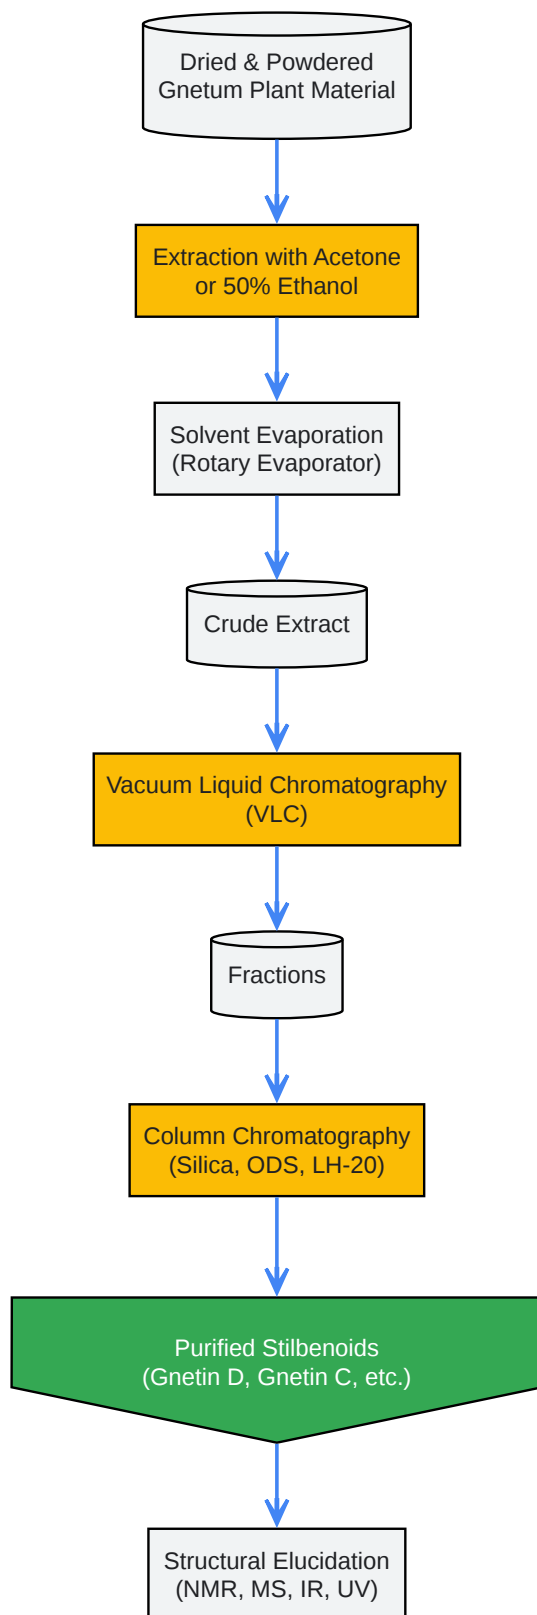 Dried & Powdered
Gnetum Plant Material
Extraction with Acetone
or 50% Ethanol
Solvent Evaporation
(Rotary Evaporator)
Crude Extract
Vacuum Liquid Chromatography
(VLC)
Fractions
Column Chromatography
(Silica, ODS, LH-20)
Purified Stilbenoids
(Gnetin D, Gnetin C, etc.)
Structural Elucidation
(NMR, MS, IR, UV)